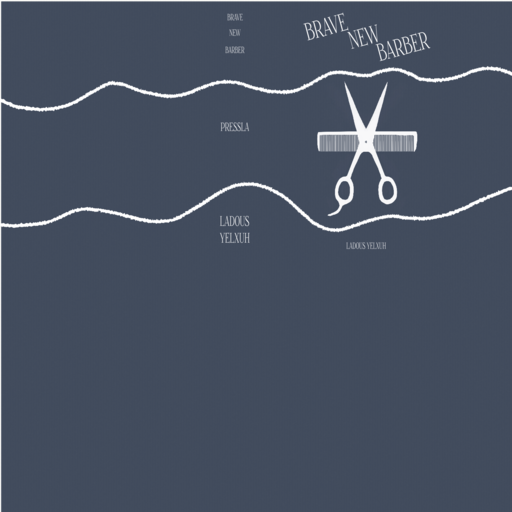 BRAVE
NEW
BARBER
PRESSLA
LADOUS
YELXUH
BRAVE
NEW
BARBER
LADOUS YELXUH